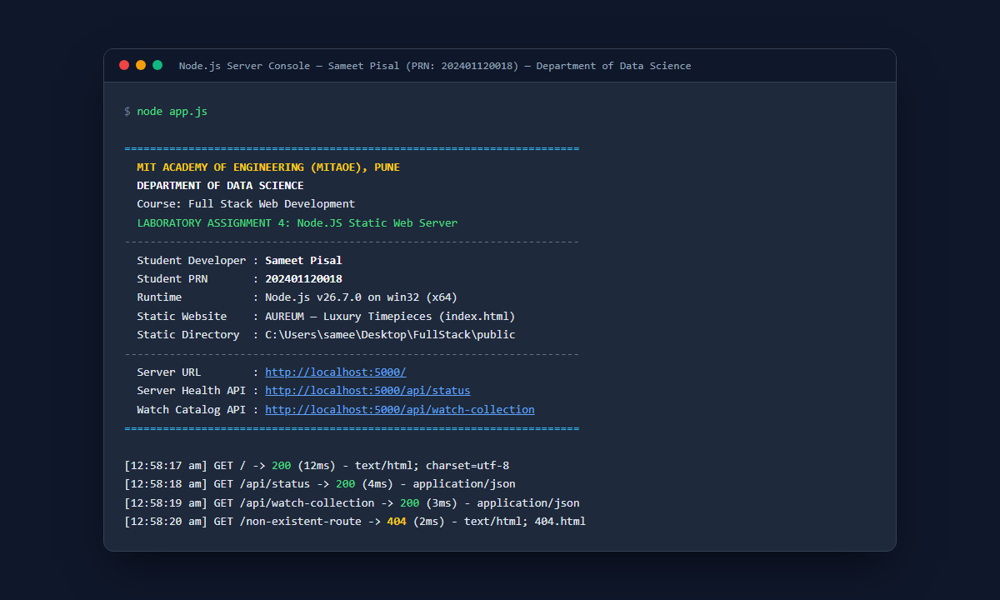 Node.js Server Console — Sameet Pisal (PRN: 202401120018) — Department of Data Science
$ node app.js
=======================================================================
MIT ACADEMY OF ENGINEERING (MITAOE), PUNE
DEPARTMENT OF DATA SCIENCE
Course: Full Stack Web Development
LABORATORY ASSIGNMENT 4: Node.JS Static Web Server
-----------------------------------------------------------------------
Student Developer : Sameet Pisal
Student PRN       : 202401120018
Runtime           : Node.js v26.7.0 on win32 (x64)
Static Website    : AUREUM — Luxury Timepieces (index.html)
Static Directory  : C:\Users\samee\Desktop\FullStack\public
-----------------------------------------------------------------------
Server URL        : http://localhost:5000/
Server Health API : http://localhost:5000/api/status
Watch Catalog API : http://localhost:5000/api/watch-collection
=======================================================================
[12:58:17 am] GET / -> 200 (12ms) - text/html; charset=utf-8
[12:58:18 am] GET /api/status -> 200 (4ms) - application/json
[12:58:19 am] GET /api/watch-collection -> 200 (3ms) - application/json
[12:58:20 am] GET /non-existent-route -> 404 (2ms) - text/html; 404.html